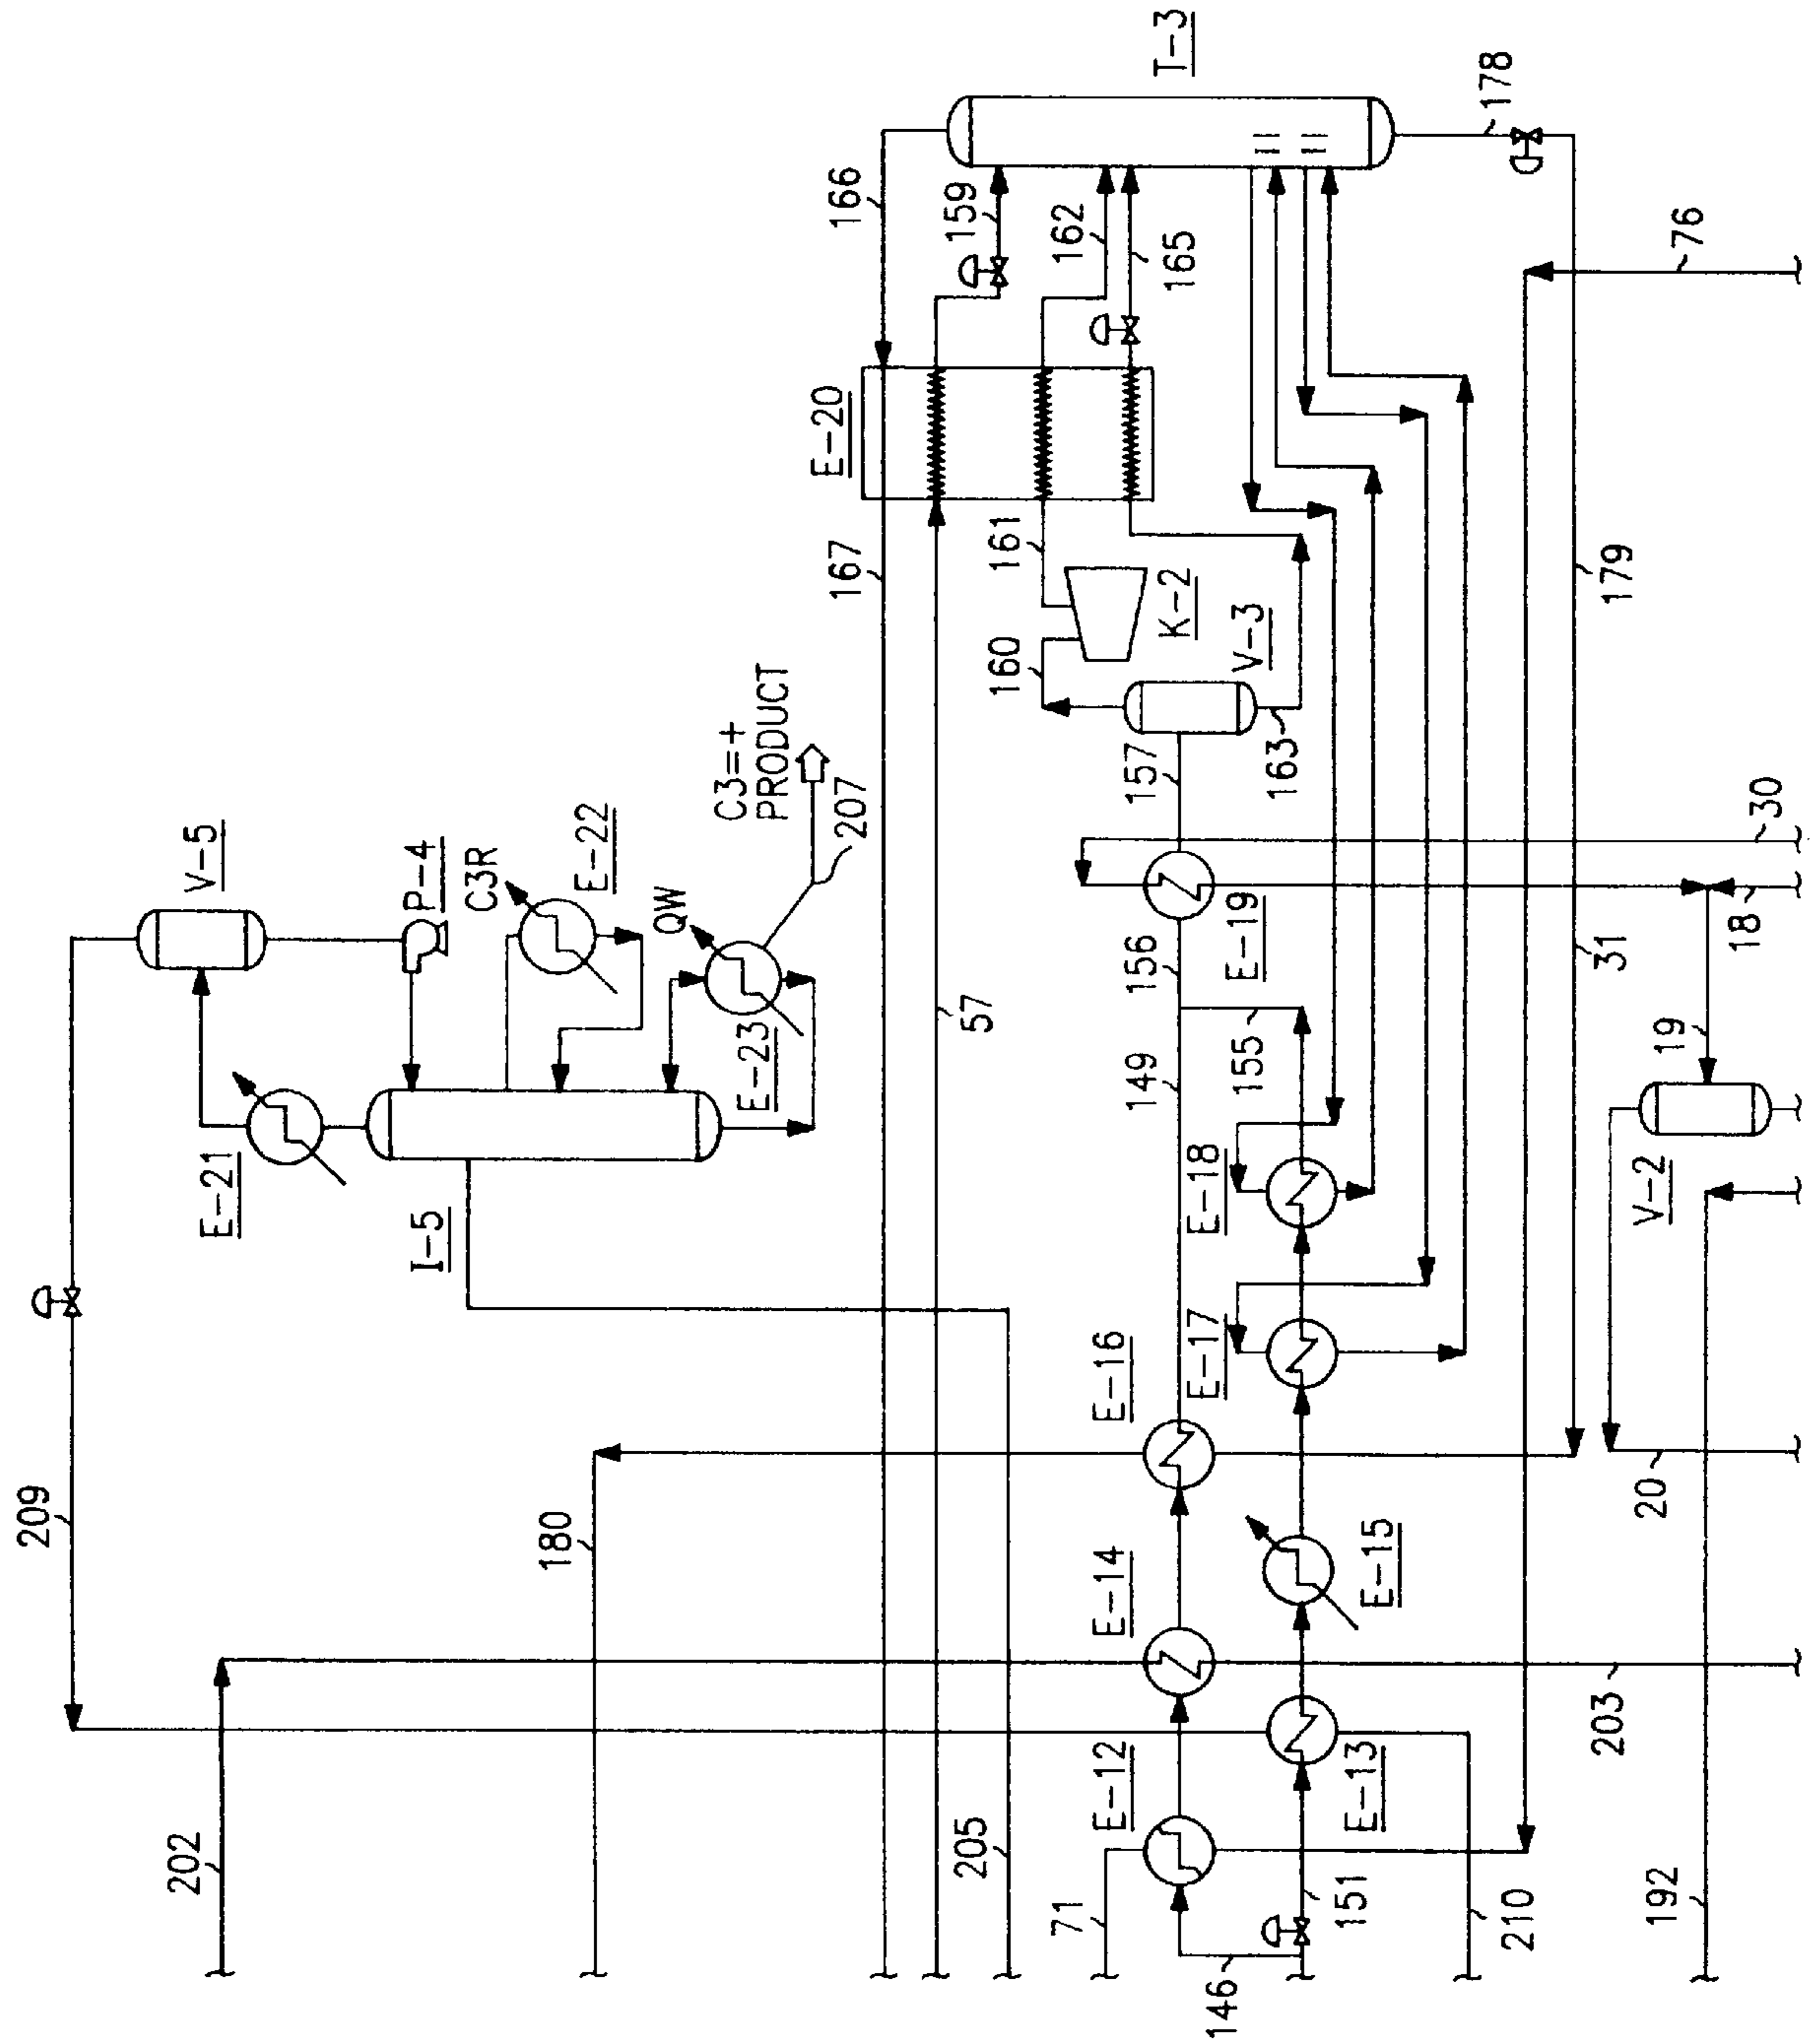 T-3
178
166
159
162
165
76
E-20
167
161
K-2
179
160
V-3
C3=+
PRODUCT
157
163
207
30
V-5
P-4
C3R
E-22
QW
E-19
156
18
31
57
E-23
149
155
19
E-21
T-5
E-18
V-2
E-16
E-17
209
180
E-14
E-15
20
203
E-12
E-13
202
205
71
151
210
192
146